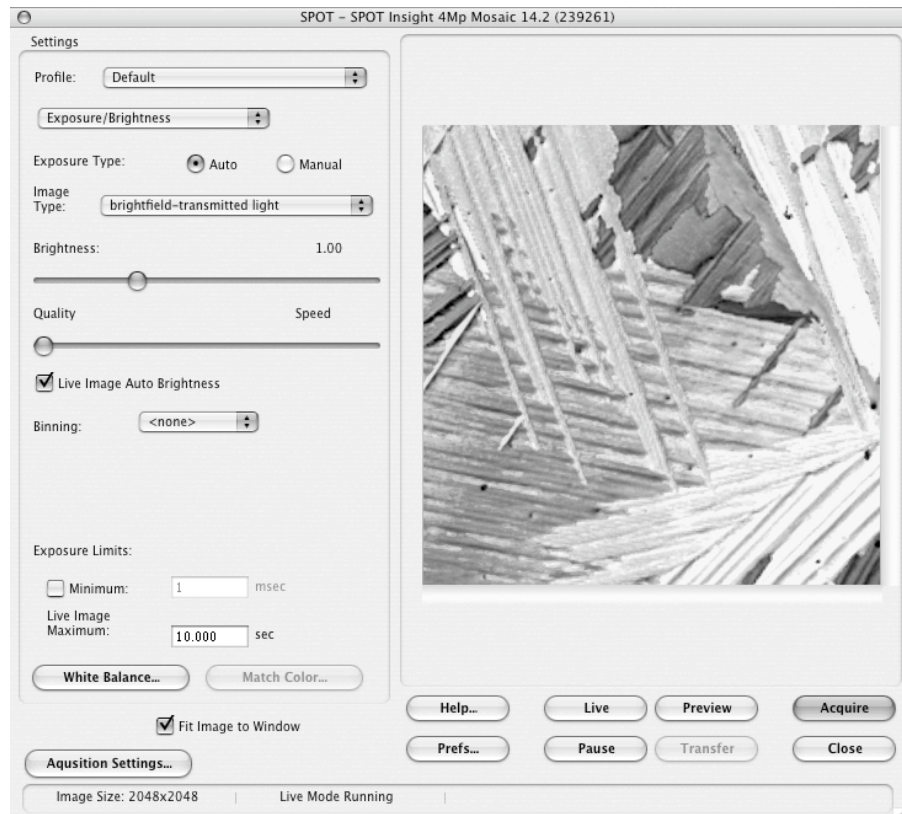 SPOT – SPOT Insight 4Mp Mosaic 14.2 (239261)
Settings
Profile: Default
Exposure/Brightness
Exposure Type: Auto Manual
Image
Type: brightfield-transmitted light
Brightness: 1.00
Quality Speed
Live Image Auto Brightness
Binning: <none>
Exposure Limits:
Minimum: 1 msec
Live Image
Maximum: 10.000 sec
White Balance... Match Color...
Fit Image to Window
Aqusition Settings...
Help... Live Preview Acquire
Prefs... Pause Transfer Close
Image Size: 2048x2048 Live Mode Running